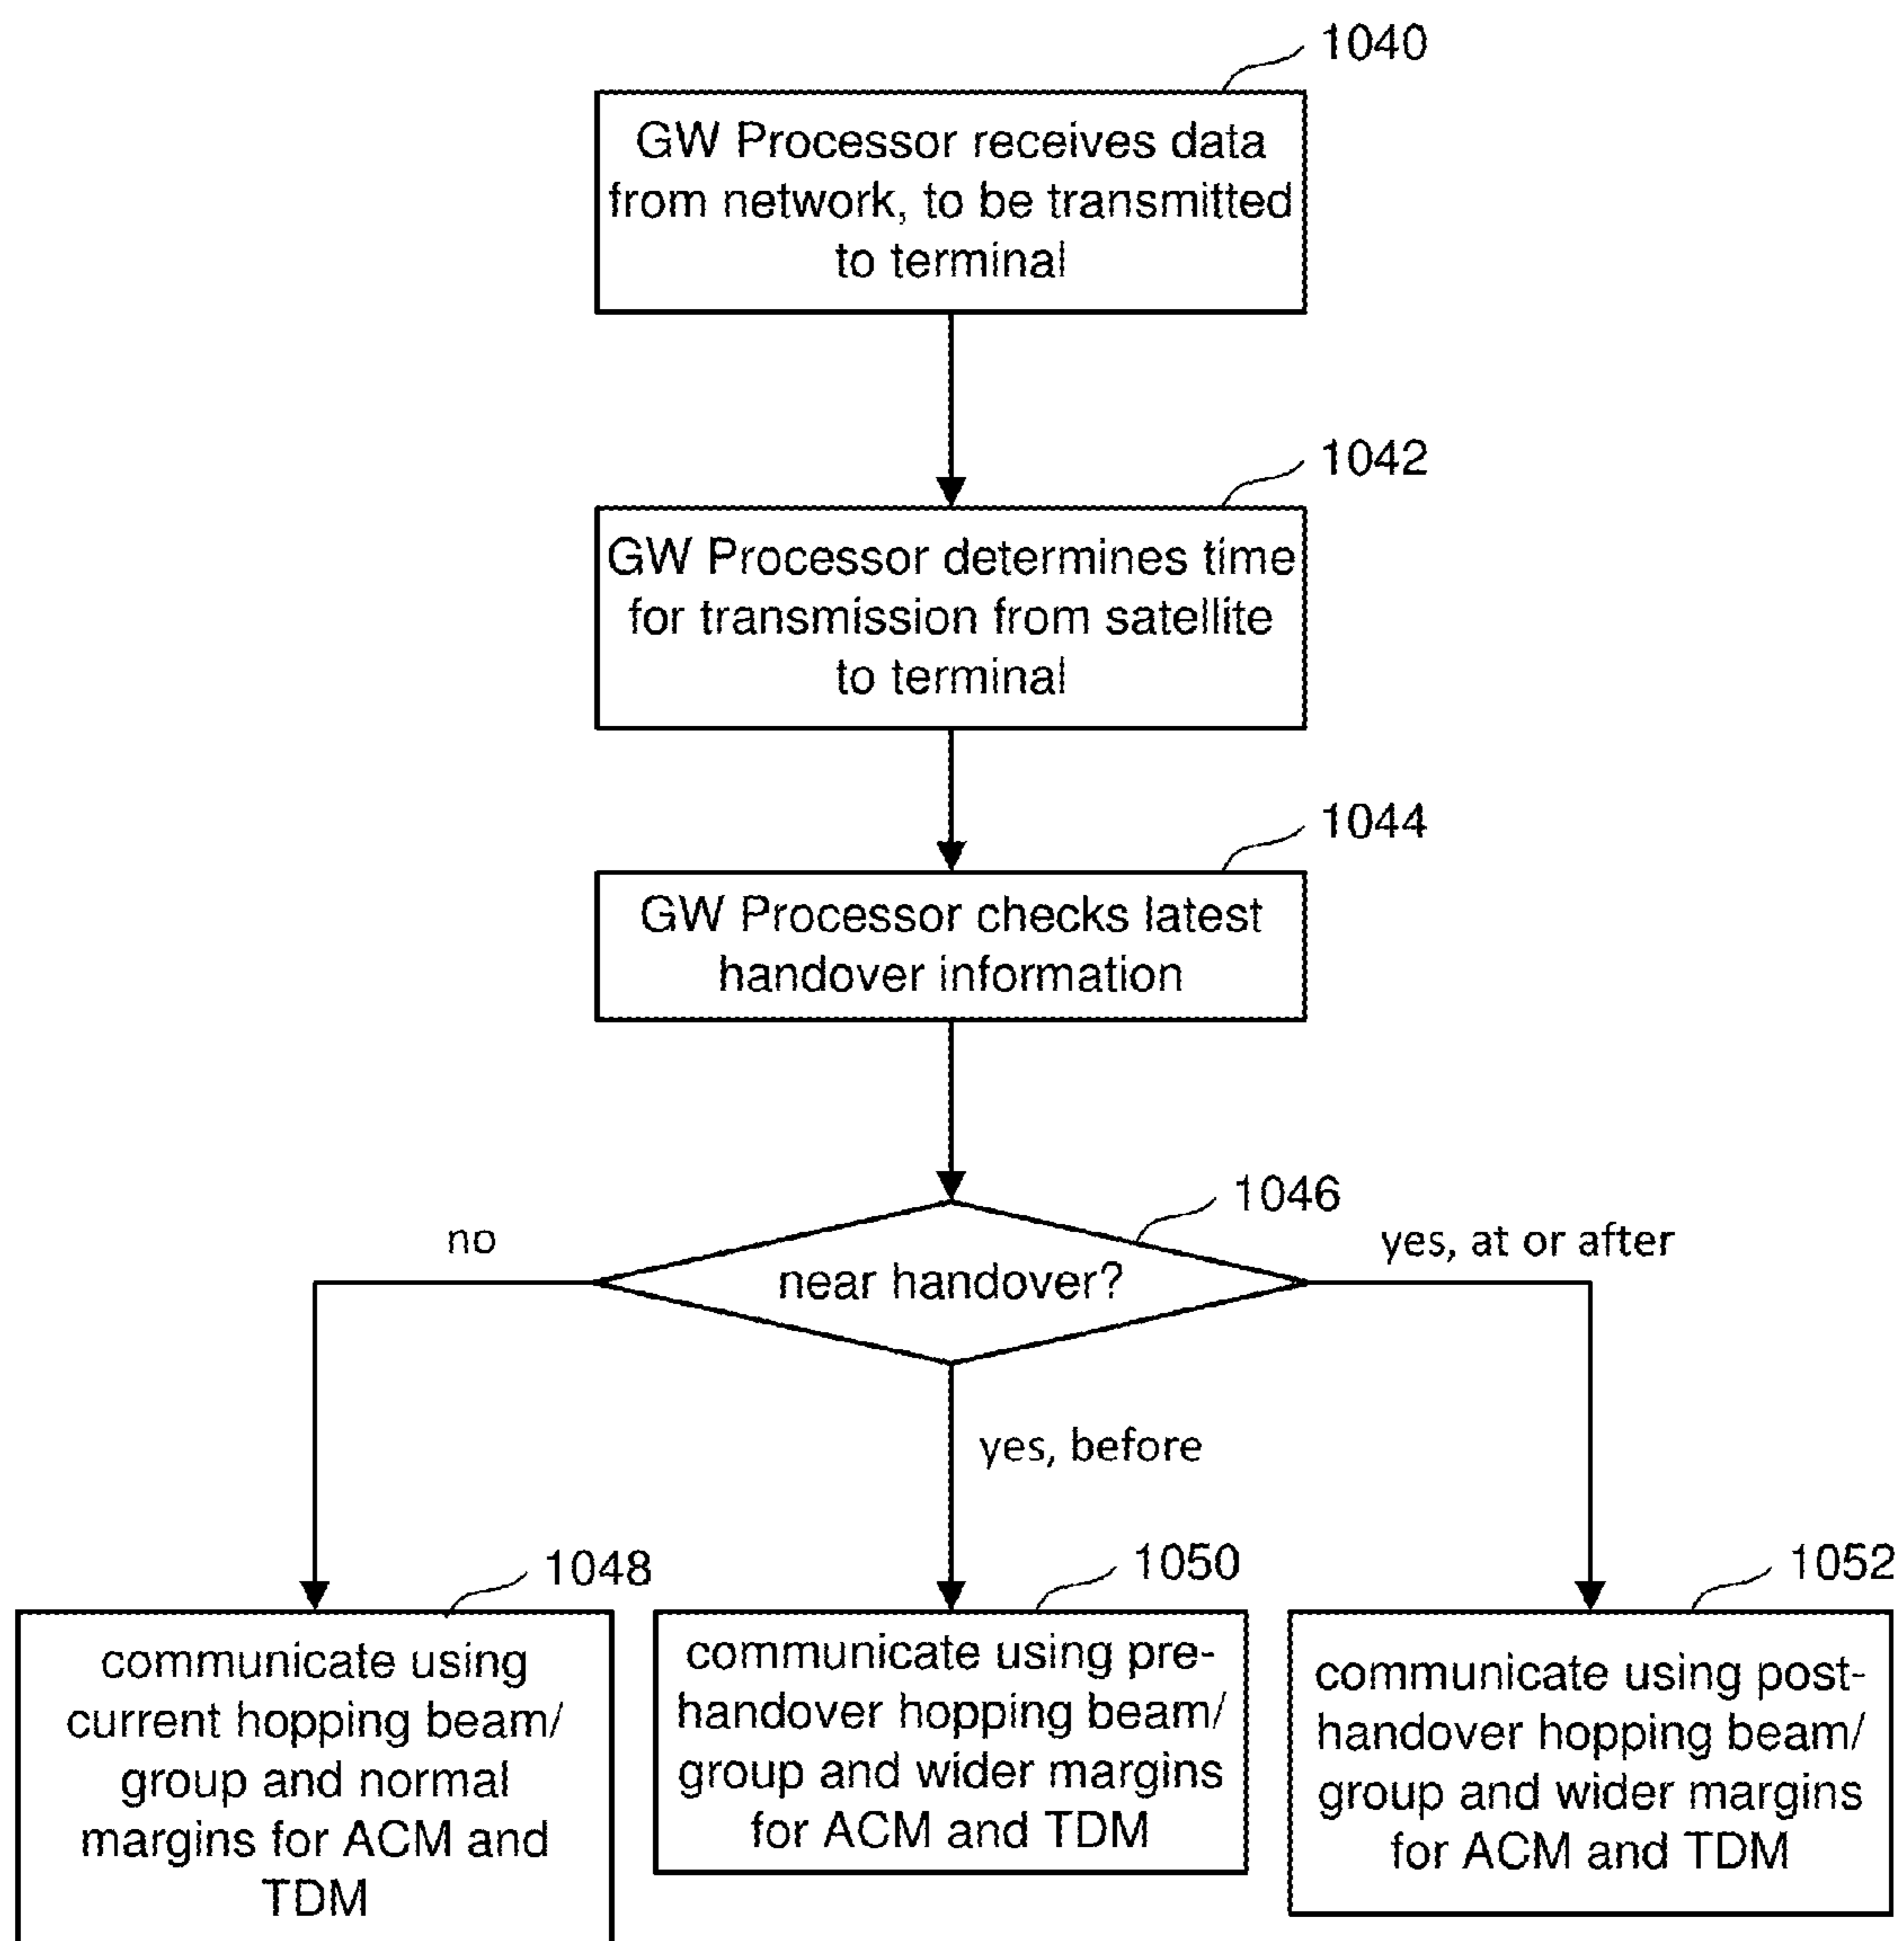 1040
GW Processor receives data
from network, to be transmitted
to terminal
1042
GW Processor determines time
for transmission from satellite
to terminal
1044
GW Processor checks latest
handover information
1046
no
near handover?
yes, at or after
yes, before
1048
communicate using
current hopping beam/
group and normal
margins for ACM and
TDM
1050
communicate using pre-
handover hopping beam/
group and wider margins
for ACM and TDM
1052
communicate using post-
handover hopping beam/
group and wider margins
for ACM and TDM